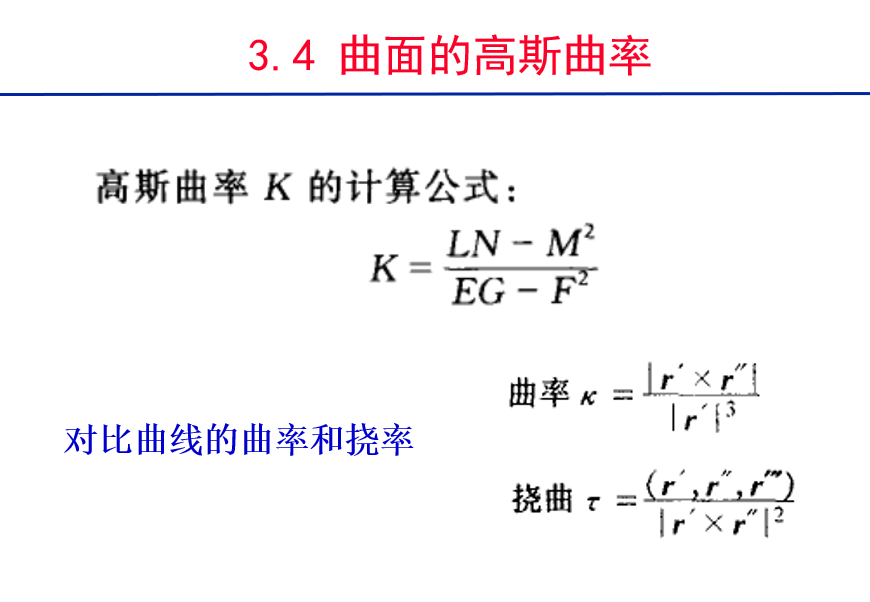 3.4 曲面的高斯曲率
高斯曲率 K 的计算公式：
K = (LN − M²) / (EG − F²)
对比曲线的曲率和挠率
曲率 κ = |r′ × r″| / |r′|³
挠曲 τ = (r′, r″, r‴) / |r′ × r″|²